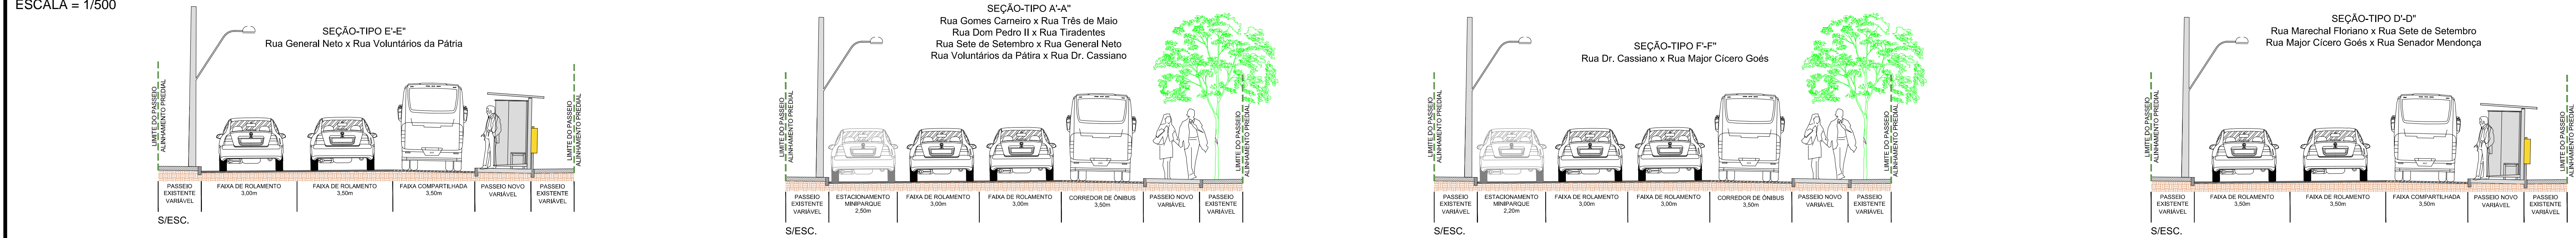 ESCALA = 1/500
SEÇÃO-TIPO E'-E"
Rua General Neto x Rua Voluntários da Pátria
LIMITE DO PASSEIO
ALINHAMENTO PREDIAL
LIMITE DO PASSEIO
ALINHAMENTO PREDIAL
PASSEIO
EXISTENTE
VARIÁVEL
FAIXA DE ROLAMENTO
3,00m
FAIXA DE ROLAMENTO
3,50m
FAIXA COMPARTILHADA
3,50m
PASSEIO NOVO
VARIÁVEL
PASSEIO
EXISTENTE
VARIÁVEL
S/ESC.
SEÇÃO-TIPO A'-A"
Rua Gomes Carneiro x Rua Três de Maio
Rua Dom Pedro II x Rua Tiradentes
Rua Sete de Setembro x Rua General Neto
Rua Voluntários da Pátira x Rua Dr. Cassiano
LIMITE DO PASSEIO
ALINHAMENTO PREDIAL
LIMITE DO PASSEIO
ALINHAMENTO PREDIAL
PASSEIO
EXISTENTE
VARIÁVEL
ESTACIONAMENTO
MINIPARQUE
2,50m
FAIXA DE ROLAMENTO
3,00m
FAIXA DE ROLAMENTO
3,00m
CORREDOR DE ÔNIBUS
3,50m
PASSEIO NOVO
VARIÁVEL
PASSEIO
EXISTENTE
VARIÁVEL
S/ESC.
SEÇÃO-TIPO F'-F"
Rua Dr. Cassiano x Rua Major Cícero Goés
LIMITE DO PASSEIO
ALINHAMENTO PREDIAL
LIMITE DO PASSEIO
ALINHAMENTO PREDIAL
PASSEIO
EXISTENTE
VARIÁVEL
ESTACIONAMENTO
MINIPARQUE
2,20m
FAIXA DE ROLAMENTO
3,00m
FAIXA DE ROLAMENTO
3,00m
CORREDOR DE ÔNIBUS
3,50m
PASSEIO NOVO
VARIÁVEL
PASSEIO
EXISTENTE
VARIÁVEL
S/ESC.
SEÇÃO-TIPO D'-D"
Rua Marechal Floriano x Rua Sete de Setembro
Rua Major Cícero Goés x Rua Senador Mendonça
LIMITE DO PASSEIO
ALINHAMENTO PREDIAL
LIMITE DO PASSEIO
ALINHAMENTO PREDIAL
PASSEIO
EXISTENTE
VARIÁVEL
FAIXA DE ROLAMENTO
3,50m
FAIXA DE ROLAMENTO
3,50m
FAIXA COMPARTILHADA
3,50m
PASSEIO NOVO
VARIÁVEL
PASSEIO
EXISTENTE
VARIÁVEL
S/ESC.